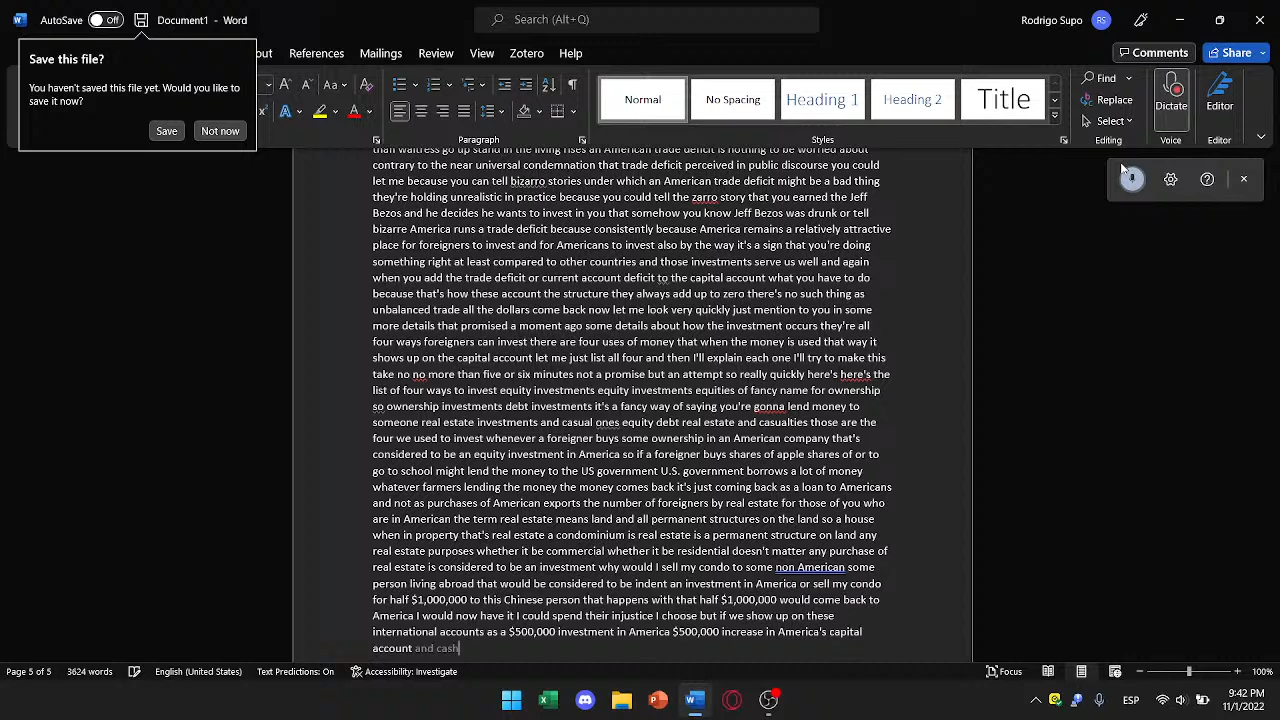 AutoSave Off Document1 - Word Search (Alt+Q) Rodrigo Supo RS
Save this file?
You haven't saved this file yet. Would you like to
save it now?
Save Not now
References Mailings Review View Zotero Help Comments Share
Normal No Spacing Heading 1 Heading 2 Title
Find
Replace
Select
Dictate
Editor
Paragraph Styles Editing Voice Editor
contrary to the near universal condemnation that trade deficit perceived in public discourse you could
let me because you can tell bizarro stories under which an American trade deficit might be a bad thing
they're holding unrealistic in practice because you could tell the zarro story that you earned the Jeff
Bezos and he decides he wants to invest in you that somehow you know Jeff Bezos was drunk or tell
bizarre America runs a trade deficit because consistently because America remains a relatively attractive
place for foreigners to invest and for Americans to invest also by the way it's a sign that you're doing
something right at least compared to other countries and those investments serve us well and again
when you add the trade deficit or current account deficit to the capital account what you have to do
because that's how these account the structure they always add up to zero there's no such thing as
unbalanced trade all the dollars come back now let me look very quickly just mention to you in some
more details that promised a moment ago some details about how the investment occurs they're all
four ways foreigners can invest there are four uses of money that when the money is used that way it
shows up on the capital account let me just list all four and then I'll explain each one I'll try to make this
take no no more than five or six minutes not a promise but an attempt so really quickly here's here's the
list of four ways to invest equity investments equity investments equities of fancy name for ownership
so ownership investments debt investments it's a fancy way of saying you're gonna lend money to
someone real estate investments and casual ones equity debt real estate and casualties those are the
four we used to invest whenever a foreigner buys some ownership in an American company that's
considered to be an equity investment in America so if a foreigner buys shares of apple shares of or to
go to school might lend the money to the US government U.S. government borrows a lot of money
whatever farmers lending the money the money comes back it's just coming back as a loan to Americans
and not as purchases of American exports the number of foreigners by real estate for those of you who
are in American the term real estate means land and all permanent structures on the land so a house
when in property that's real estate a condominium is real estate is a permanent structure on land any
real estate purposes whether it be commercial whether it be residential doesn't matter any purchase of
real estate is considered to be an investment why would I sell my condo to some non American some
person living abroad that would be considered to be indent an investment in America or sell my condo
for half $1,000,000 to this Chinese person that happens with that half $1,000,000 would come back to
America I would now have it I could spend their injustice I choose but if we show up on these
international accounts as a $500,000 investment in America $500,000 increase in America's capital
account and cash
Page 5 of 5 3624 words English (United States) Text Predictions: On Accessibility: Investigate Focus 100%
ESP 9:42 PM
11/1/2022